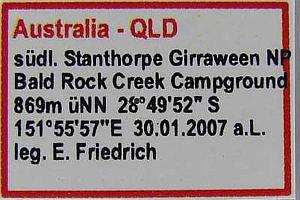 Australia - QLD
südl. Stanthorpe Girraween NP
Bald Rock Creek Campground
869m üNN 28°49'52" S
151°55'57"E 30.01.2007 a.L.
leg. E. Friedrich